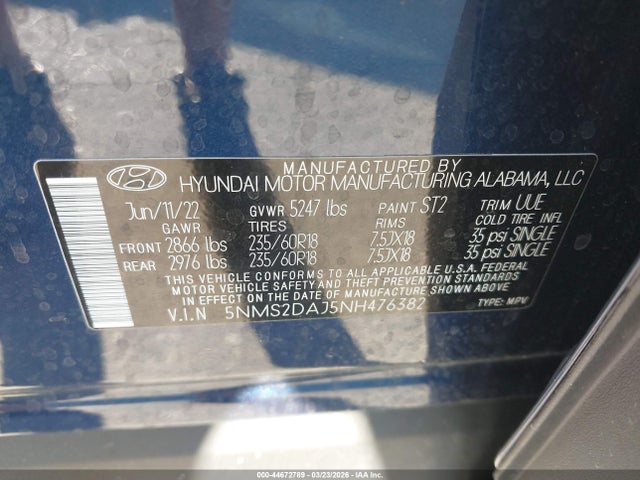 MANUFACTURED BY
HYUNDAI MOTOR MANUFACTURING ALABAMA, LLC
Jun/11/22 GVWR 5247 lbs PAINT ST2 TRIM UUE
GAWR TIRES RIMS COLD TIRE INFL
FRONT 2866 lbs 235/60R18 7.5JX18 35 psi SINGLE
REAR 2976 lbs 235/60R18 7.5JX18 35 psi SINGLE
THIS VEHICLE CONFORMS TO ALL APPLICABLE U.S.A. FEDERAL
MOTOR VEHICLE SAFETY AND THEFT PREVENTION STANDARDS
IN EFFECT ON THE DATE OF MANUFACTURE SHOWN ABOVE.
V.I.N 5NMS2DAJ5NH476382 TYPE: MPV
000-44672789 - 03/23/2026 - IAA Inc.